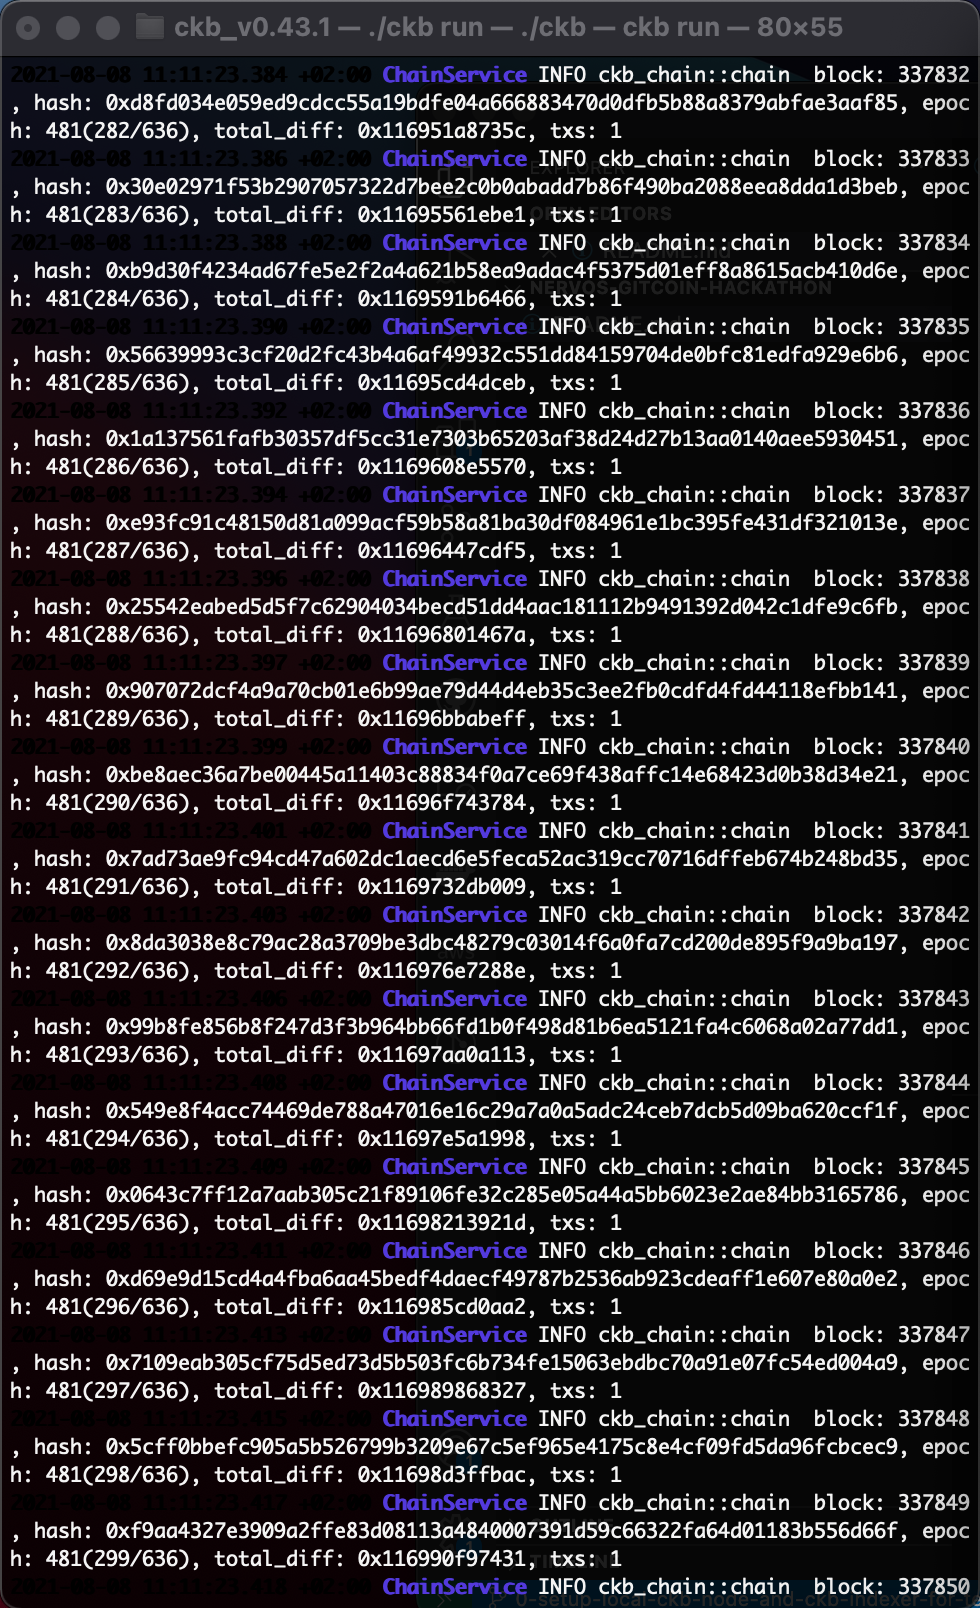 ckb_v0.43.1 — ./ckb run — ./ckb — ckb run — 80×55
2021-08-08 11:11:23.384 +02:00 ChainService INFO ckb_chain::chain  block: 337832
, hash: 0xd8fd034e059ed9cdcc55a19bdfe04a666883470d0dfb5b88a8379abfae3aaf85, epoc
h: 481(282/636), total_diff: 0x116951a8735c, txs: 1
2021-08-08 11:11:23.386 +02:00 ChainService INFO ckb_chain::chain  block: 337833
, hash: 0x30e02971f53b2907057322d7bee2c0b0abadd7b86f490ba2088eea8dda1d3beb, epoc
h: 481(283/636), total_diff: 0x11695561ebe1, txs: 1
2021-08-08 11:11:23.388 +02:00 ChainService INFO ckb_chain::chain  block: 337834
, hash: 0xb9d30f4234ad67fe5e2f2a4a621b58ea9adac4f5375d01eff8a8615acb410d6e, epoc
h: 481(284/636), total_diff: 0x1169591b6466, txs: 1
2021-08-08 11:11:23.390 +02:00 ChainService INFO ckb_chain::chain  block: 337835
, hash: 0x56639993c3cf20d2fc43b4a6af49932c551dd84159704de0bfc81edfa929e6b6, epoc
h: 481(285/636), total_diff: 0x11695cd4dceb, txs: 1
2021-08-08 11:11:23.392 +02:00 ChainService INFO ckb_chain::chain  block: 337836
, hash: 0x1a137561fafb30357df5cc31e7303b65203af38d24d27b13aa0140aee5930451, epoc
h: 481(286/636), total_diff: 0x1169608e5570, txs: 1
2021-08-08 11:11:23.394 +02:00 ChainService INFO ckb_chain::chain  block: 337837
, hash: 0xe93fc91c48150d81a099acf59b58a81ba30df084961e1bc395fe431df321013e, epoc
h: 481(287/636), total_diff: 0x11696447cdf5, txs: 1
2021-08-08 11:11:23.396 +02:00 ChainService INFO ckb_chain::chain  block: 337838
, hash: 0x25542eabed5d5f7c62904034becd51dd4aac181112b9491392d042c1dfe9c6fb, epoc
h: 481(288/636), total_diff: 0x11696801467a, txs: 1
2021-08-08 11:11:23.397 +02:00 ChainService INFO ckb_chain::chain  block: 337839
, hash: 0x907072dcf4a9a70cb01e6b99ae79d44d4eb35c3ee2fb0cdfd4fd44118efbb141, epoc
h: 481(289/636), total_diff: 0x11696bbabeff, txs: 1
2021-08-08 11:11:23.399 +02:00 ChainService INFO ckb_chain::chain  block: 337840
, hash: 0xbe8aec36a7be00445a11403c88834f0a7ce69f438affc14e68423d0b38d34e21, epoc
h: 481(290/636), total_diff: 0x11696f743784, txs: 1
2021-08-08 11:11:23.401 +02:00 ChainService INFO ckb_chain::chain  block: 337841
, hash: 0x7ad73ae9fc94cd47a602dc1aecd6e5feca52ac319cc70716dffeb674b248bd35, epoc
h: 481(291/636), total_diff: 0x1169732db009, txs: 1
2021-08-08 11:11:23.403 +02:00 ChainService INFO ckb_chain::chain  block: 337842
, hash: 0x8da3038e8c79ac28a3709be3dbc48279c03014f6a0fa7cd200de895f9a9ba197, epoc
h: 481(292/636), total_diff: 0x116976e7288e, txs: 1
2021-08-08 11:11:23.406 +02:00 ChainService INFO ckb_chain::chain  block: 337843
, hash: 0x99b8fe856b8f247d3f3b964bb66fd1b0f498d81b6ea5121fa4c6068a02a77dd1, epoc
h: 481(293/636), total_diff: 0x11697aa0a113, txs: 1
2021-08-08 11:11:23.408 +02:00 ChainService INFO ckb_chain::chain  block: 337844
, hash: 0x549e8f4acc74469de788a47016e16c29a7a0a5adc24ceb7dcb5d09ba620ccf1f, epoc
h: 481(294/636), total_diff: 0x11697e5a1998, txs: 1
2021-08-08 11:11:23.409 +02:00 ChainService INFO ckb_chain::chain  block: 337845
, hash: 0x0643c7ff12a7aab305c21f89106fe32c285e05a44a5bb6023e2ae84bb3165786, epoc
h: 481(295/636), total_diff: 0x11698213921d, txs: 1
2021-08-08 11:11:23.411 +02:00 ChainService INFO ckb_chain::chain  block: 337846
, hash: 0xd69e9d15cd4a4fba6aa45bedf4daecf49787b2536ab923cdeaff1e607e80a0e2, epoc
h: 481(296/636), total_diff: 0x116985cd0aa2, txs: 1
2021-08-08 11:11:23.413 +02:00 ChainService INFO ckb_chain::chain  block: 337847
, hash: 0x7109eab305cf75d5ed73d5b503fc6b734fe15063ebdbc70a91e07fc54ed004a9, epoc
h: 481(297/636), total_diff: 0x116989868327, txs: 1
2021-08-08 11:11:23.415 +02:00 ChainService INFO ckb_chain::chain  block: 337848
, hash: 0x5cff0bbefc905a5b526799b3209e67c5ef965e4175c8e4cf09fd5da96fcbcec9, epoc
h: 481(298/636), total_diff: 0x11698d3ffbac, txs: 1
2021-08-08 11:11:23.417 +02:00 ChainService INFO ckb_chain::chain  block: 337849
, hash: 0xf9aa4327e3909a2ffe83d08113a4840007391d59c66322fa64d01183b556d66f, epoc
h: 481(299/636), total_diff: 0x116990f97431, txs: 1
2021-08-08 11:11:23.418 +02:00 ChainService INFO ckb_chain::chain  block: 337850